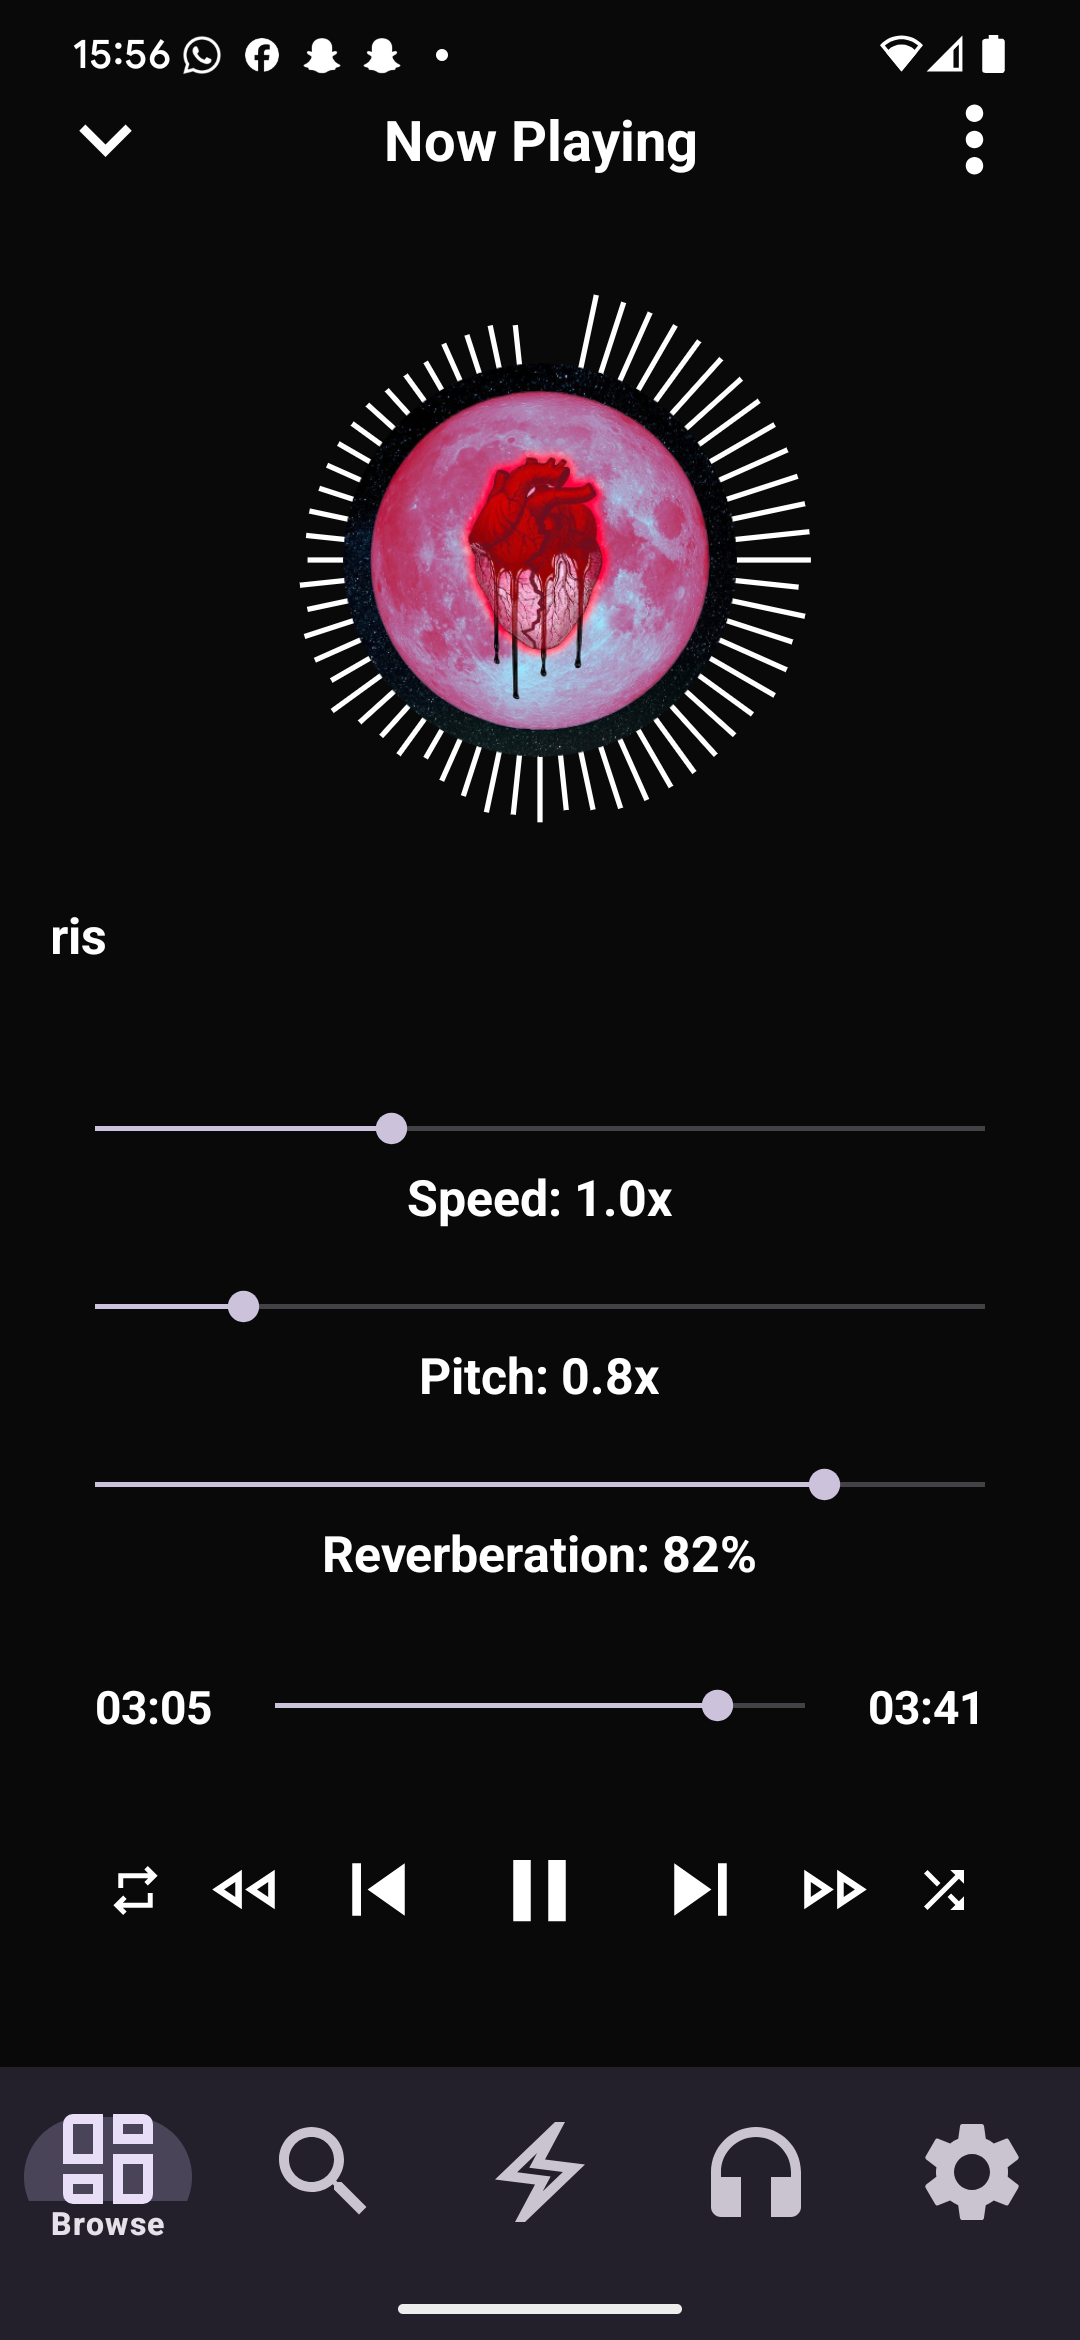 15:56
Now Playing
ris
Speed: 1.0x
Pitch: 0.8x
Reverberation: 82%
03:05 03:41
Browse